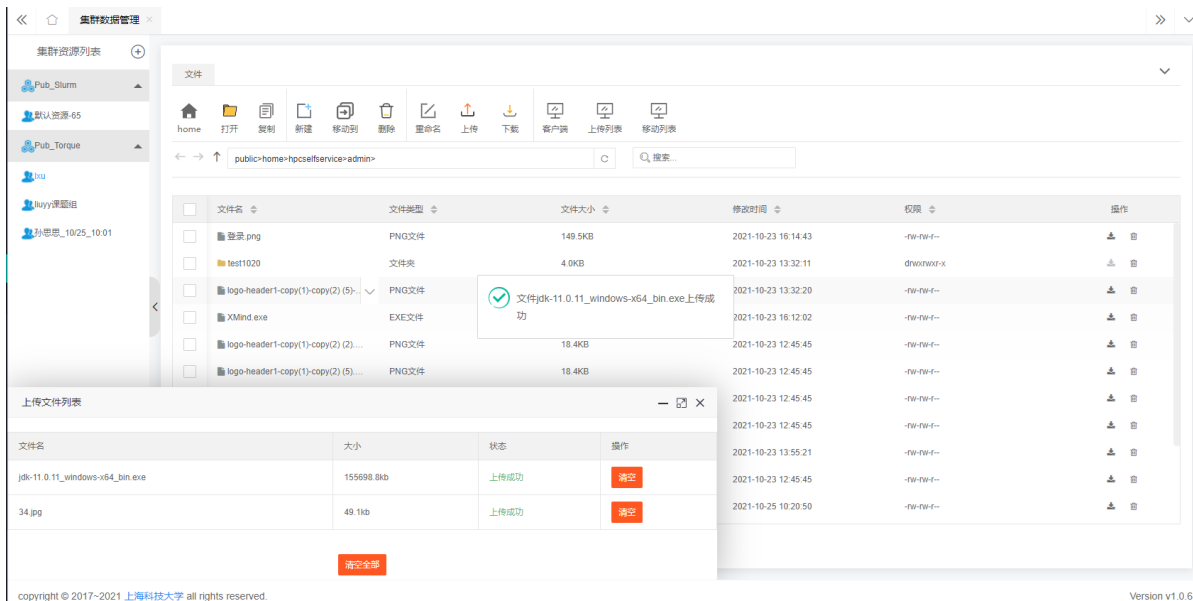 集群数据管理
集群资源列表
Pub_Slurm
默认资源-65
Pub_Torque
lxu
liuyy课题组
孙思思_10/25_10:01
文件
home 打开 复制 新建 移动到 删除 重命名 上传 下载 客户端 上传列表 移动列表
public>home>hpcselfservice>admin>
搜索...
文件名 文件类型 文件大小 修改时间 权限 操作
登录.png PNG文件 149.5KB 2021-10-23 16:14:43 -rw-rw-r--
test1020 文件夹 4.0KB 2021-10-23 13:32:11 drwxrwxr-x
logo-header1-copy(1)-copy(2) (5)-... PNG文件 2021-10-23 13:32:20 -rw-rw-r--
XMind.exe EXE文件 2021-10-23 16:12:02 -rw-rw-r--
logo-header1-copy(1)-copy(2) (2).... PNG文件 18.4KB 2021-10-23 12:45:45 -rw-rw-r--
logo-header1-copy(1)-copy(2) (5).... PNG文件 18.4KB 2021-10-23 12:45:45 -rw-rw-r--
2021-10-23 12:45:45 -rw-rw-r--
2021-10-23 12:45:45 -rw-rw-r--
2021-10-23 13:55:21 -rw-rw-r--
2021-10-23 12:45:45 -rw-rw-r--
2021-10-25 10:20:50 -rw-rw-r--
文件jdk-11.0.11_windows-x64_bin.exe上传成
功
上传文件列表
文件名 大小 状态 操作
jdk-11.0.11_windows-x64_bin.exe 155698.8kb 上传成功 清空
34.jpg 49.1kb 上传成功 清空
清空全部
copyright © 2017~2021 上海科技大学 all rights reserved.
Version v1.0.6